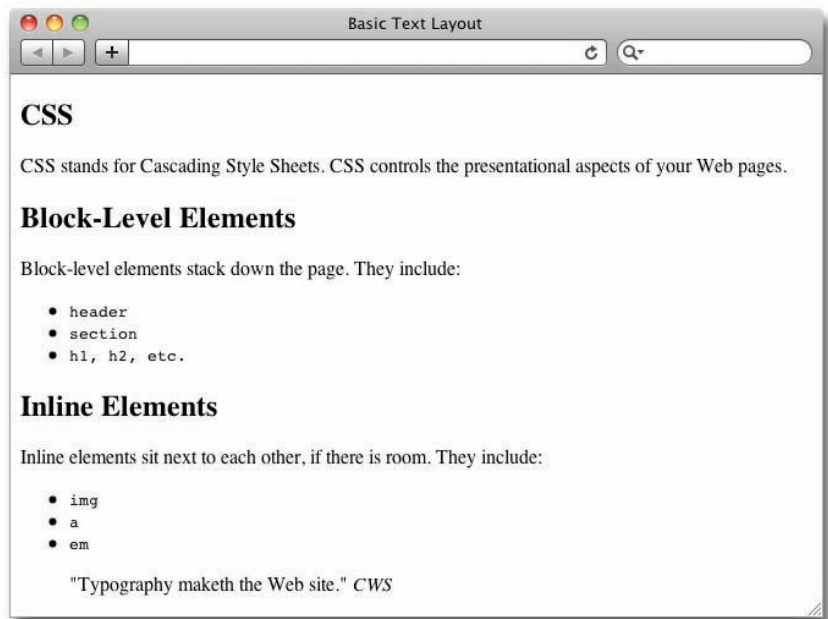 Basic Text Layout
CSS
CSS stands for Cascading Style Sheets. CSS controls the presentational aspects of your Web pages.
Block-Level Elements
Block-level elements stack down the page. They include:
header
section
h1, h2, etc.
Inline Elements
Inline elements sit next to each other, if there is room. They include:
img
a
em
"Typography maketh the Web site." CWS